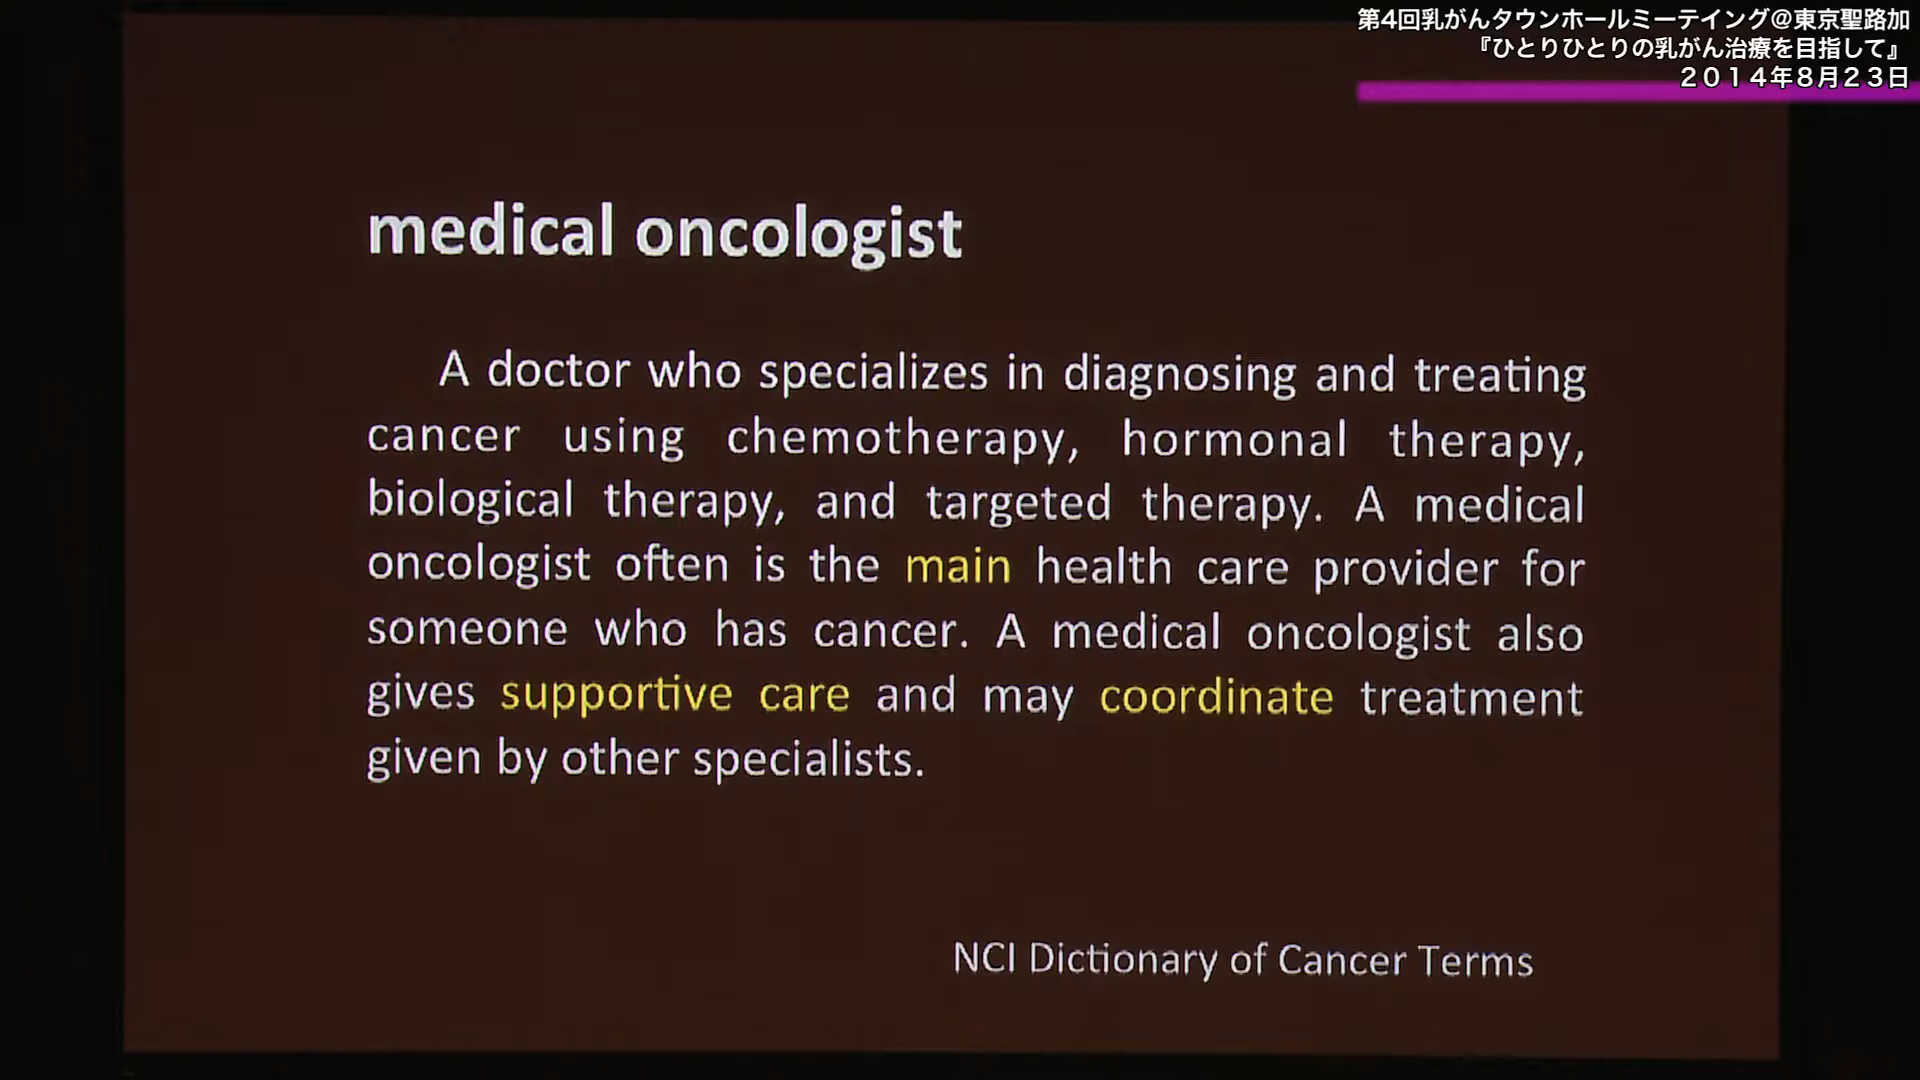 第4回乳がんタウンホールミーテイング@東京聖路加
『ひとりひとりの乳がん治療を目指して』
2014年8月23日
medical oncologist
A doctor who specializes in diagnosing and treating
cancer using chemotherapy, hormonal therapy,
biological therapy, and targeted therapy. A medical
oncologist often is the main health care provider for
someone who has cancer. A medical oncologist also
gives supportive care and may coordinate treatment
given by other specialists.
NCI Dictionary of Cancer Terms